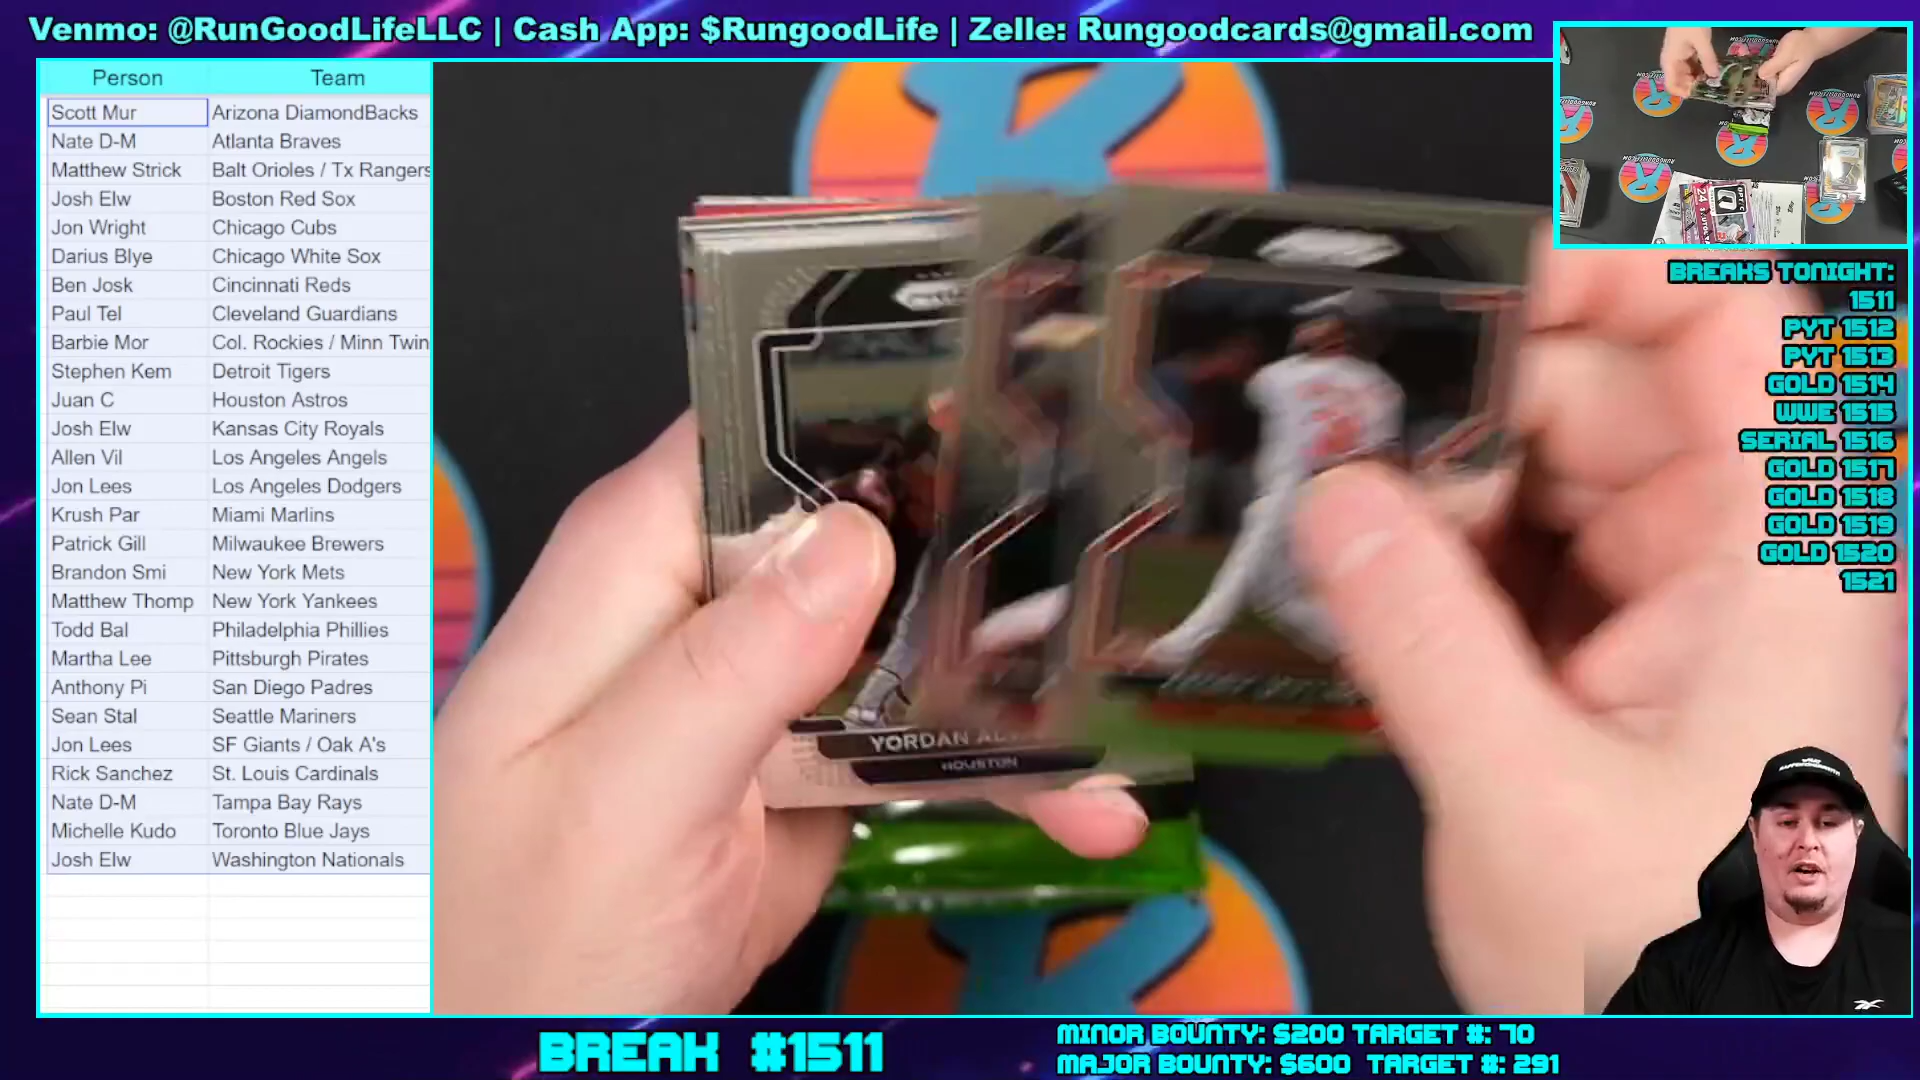 Venmo: @RunGoodLifeLLC | Cash App: $RungoodLife | Zelle: Rungoodcards@gmail.com
Person Team
Scott Mur Arizona DiamondBacks
Nate D-M Atlanta Braves
Matthew Strick Balt Orioles / Tx Rangers
Josh Elw Boston Red Sox
Jon Wright Chicago Cubs
Darius Blye Chicago White Sox
Ben Josk Cincinnati Reds
Paul Tel Cleveland Guardians
Barbie Mor Col. Rockies / Minn Twin
Stephen Kem Detroit Tigers
Juan C Houston Astros
Josh Elw Kansas City Royals
Allen Vil Los Angeles Angels
Jon Lees Los Angeles Dodgers
Krush Par Miami Marlins
Patrick Gill Milwaukee Brewers
Brandon Smi New York Mets
Matthew Thomp New York Yankees
Todd Bal Philadelphia Phillies
Martha Lee Pittsburgh Pirates
Anthony Pi San Diego Padres
Sean Stal Seattle Mariners
Jon Lees SF Giants / Oak A's
Rick Sanchez St. Louis Cardinals
Nate D-M Tampa Bay Rays
Michelle Kudo Toronto Blue Jays
Josh Elw Washington Nationals
YORDAN
HOUSTON
BREAKS TONIGHT:
1511
PYT 1512
PYT 1513
GOLD 1514
WWE 1515
SERIAL 1516
GOLD 1517
GOLD 1518
GOLD 1519
GOLD 1520
1521
BREAK #1511
MINOR BOUNTY: $200 TARGET #: 70
MAJOR BOUNTY: $600 TARGET #: 291